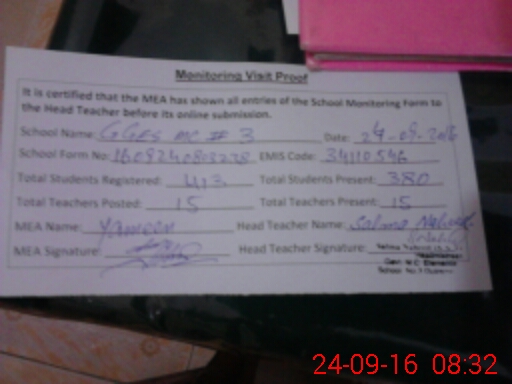 Monitoring Visit Proof
It is certified that the MEA has shown all entries of the School Monitoring Form to
the Head Teacher before its online submission.
School Name: GGES MC # 3 Date: 24-09-2016
School Form No: EMIS Code: 34110546
Total Students Registered: 413 Total Students Present: 380
Total Teachers Posted: 15 Total Teachers Present: 15
MEA Name: Yameen Head Teacher Name: Salma
MEA Signature: Head Teacher Signature:
24-09-16 08:32